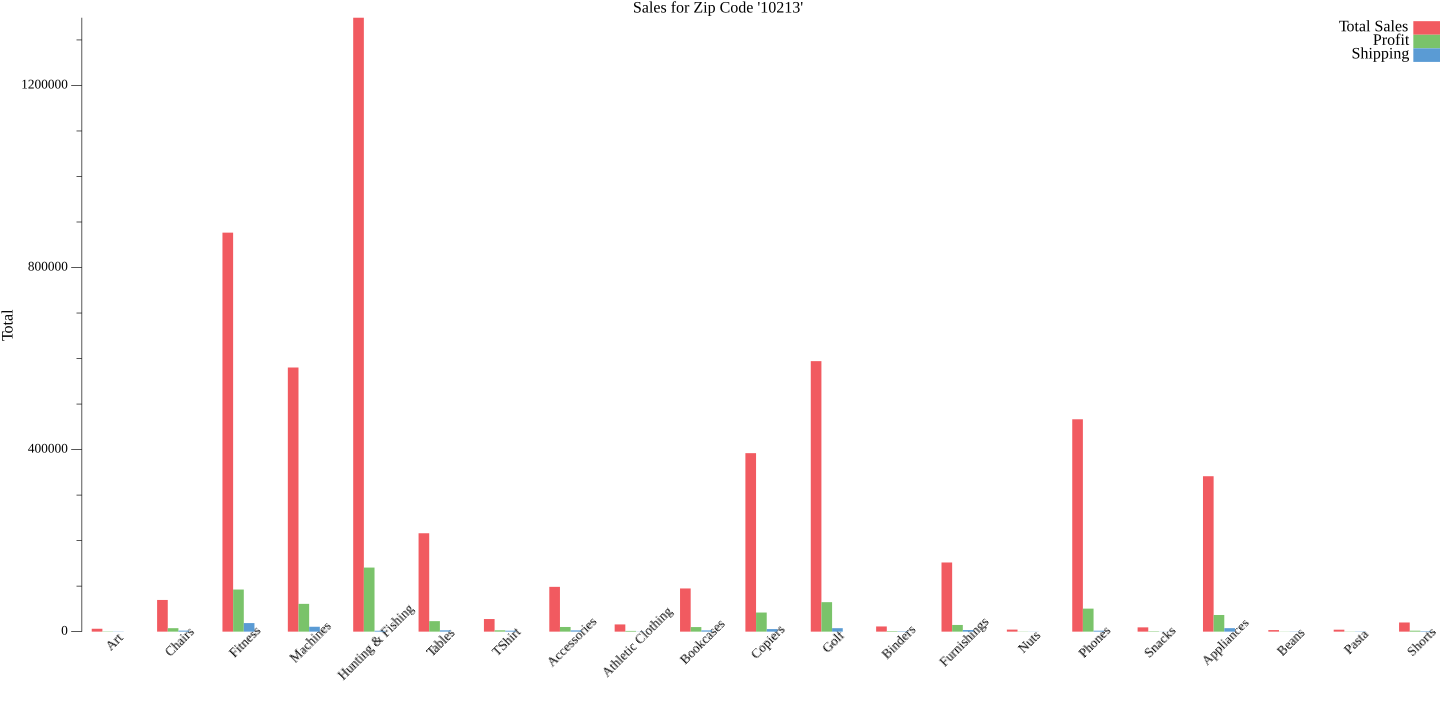 Sales for Zip Code '10213'
Total Sales
Profit
Shipping
1200000
800000
400000
0
Total
Art
Chairs
Fitness
Machines
Hunting & Fishing
Tables
TShirt
Accessories
Athletic Clothing
Bookcases
Copiers
Golf
Binders
Furnishings
Nuts
Phones
Snacks
Appliances
Beans
Pasta
Shorts